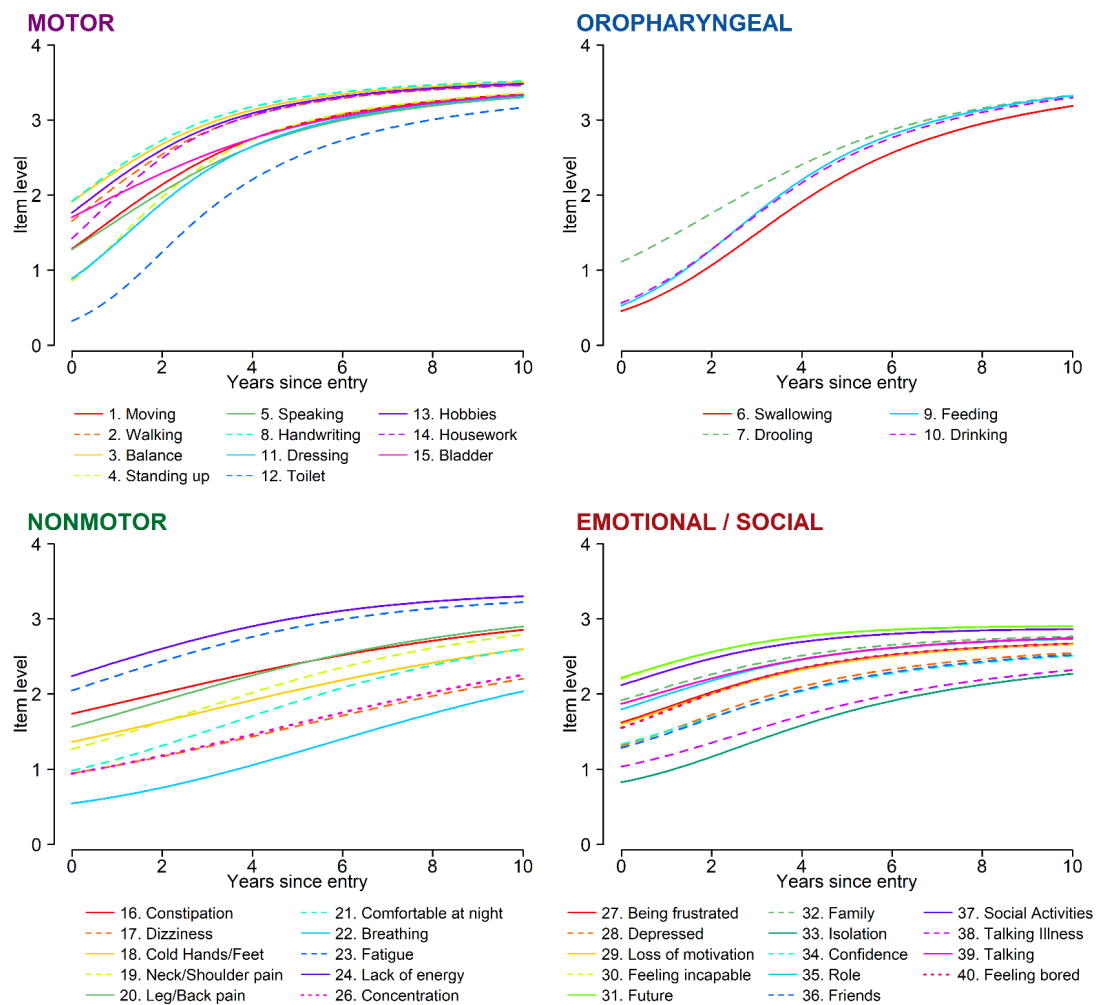 MOTOR
OROPHARYNGEAL
4
3
2
1
0
Item level
0 2 4 6 8 10
Years since entry
4
3
2
1
0
Item level
0 2 4 6 8 10
Years since entry
1. Moving 5. Speaking 13. Hobbies
2. Walking 8. Handwriting 14. Housework
3. Balance 11. Dressing 15. Bladder
4. Standing up 12. Toilet
6. Swallowing 9. Feeding
7. Drooling 10. Drinking
NONMOTOR
EMOTIONAL / SOCIAL
4
3
2
1
0
Item level
0 2 4 6 8 10
Years since entry
4
3
2
1
0
Item level
0 2 4 6 8 10
Years since entry
16. Constipation 21. Comfortable at night
17. Dizziness 22. Breathing
18. Cold Hands/Feet 23. Fatigue
19. Neck/Shoulder pain 24. Lack of energy
20. Leg/Back pain 26. Concentration
27. Being frustrated 32. Family 37. Social Activities
28. Depressed 33. Isolation 38. Talking Illness
29. Loss of motivation 34. Confidence 39. Talking
30. Feeling incapable 35. Role 40. Feeling bored
31. Future 36. Friends